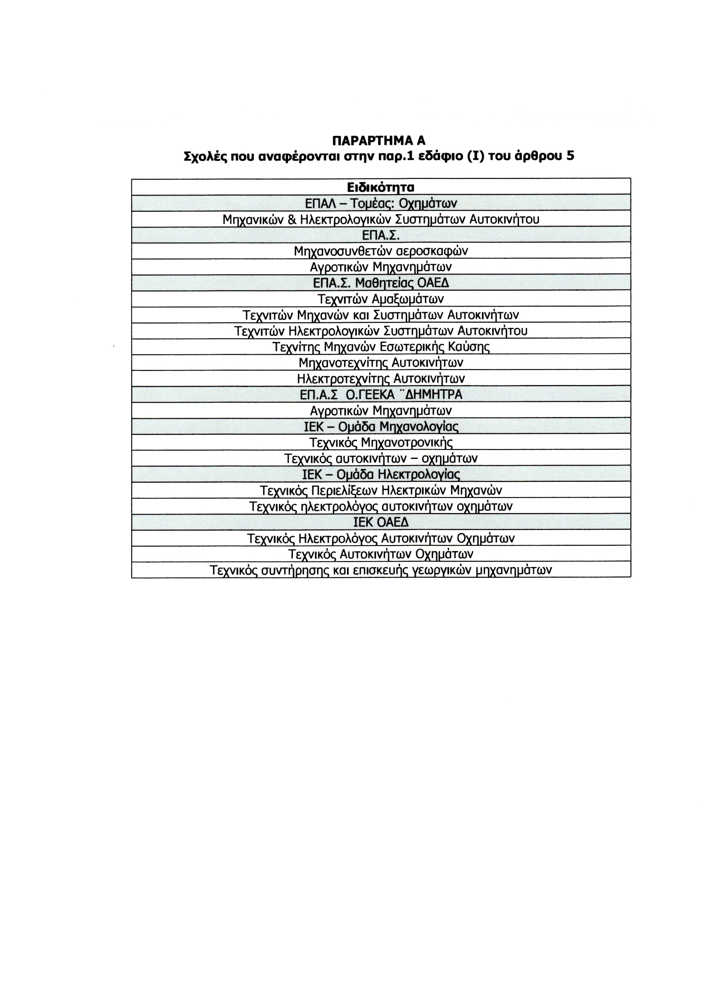 ΠΑΡΑΡΤΗΜΑ Α
Σχολές που αναφέρονται στην παρ.1 εδάφιο (Ι) του άρθρου 5
Ειδικότητα
ΕΠΑΛ – Τομέας: Οχημάτων
Μηχανικών & Ηλεκτρολογικών Συστημάτων Αυτοκινήτου
ΕΠΑ.Σ.
Μηχανοσυνθετών αεροσκαφών
Αγροτικών Μηχανημάτων
ΕΠΑ.Σ. Μαθητείας ΟΑΕΔ
Τεχνιτών Αμαξωμάτων
Τεχνιτών Μηχανών και Συστημάτων Αυτοκινήτων
Τεχνιτών Ηλεκτρολογικών Συστημάτων Αυτοκινήτου
Τεχνίτης Μηχανών Εσωτερικής Καύσης
Μηχανοτεχνίτης Αυτοκινήτων
Ηλεκτροτεχνίτης Αυτοκινήτων
ΕΠ.Α.Σ Ο.ΓΕΕΚΑ ¨ΔΗΜΗΤΡΑ
Αγροτικών Μηχανημάτων
ΙΕΚ – Ομάδα Μηχανολογίας
Τεχνικός Μηχανοτρονικής
Τεχνικός αυτοκινήτων – οχημάτων
ΙΕΚ – Ομάδα Ηλεκτρολογίας
Τεχνικός Περιελίξεων Ηλεκτρικών Μηχανών
Τεχνικός ηλεκτρολόγος αυτοκινήτων οχημάτων
ΙΕΚ ΟΑΕΔ
Τεχνικός Ηλεκτρολόγος Αυτοκινήτων Οχημάτων
Τεχνικός Αυτοκινήτων Οχημάτων
Τεχνικός συντήρησης και επισκευής γεωργικών μηχανημάτων